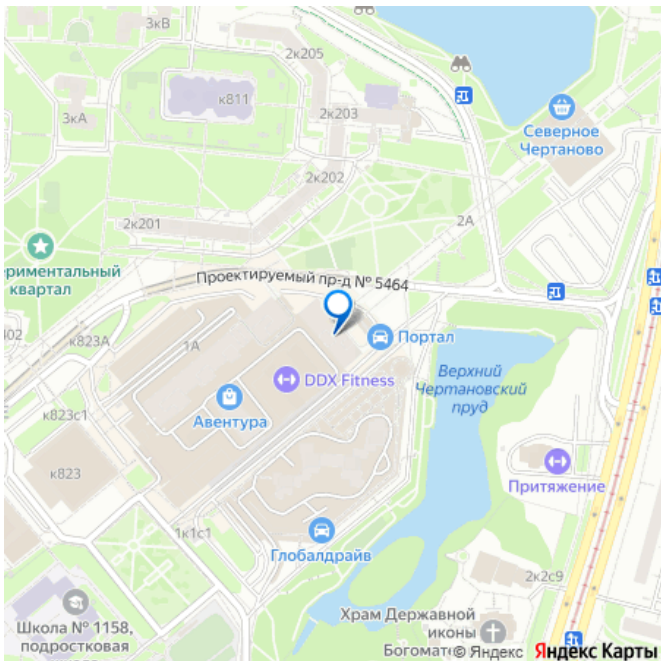 3кВ
2к205
к811
3кА
2к203
Северное
Чертаново
2к202
2А
2к201
ериментальный
квартал
Проектируемый пр-д № 5464
402
к823А
1А
Портал
DDX Fitness
Верхний
Чертановский
пруд
Авентура
к823с1
к823
Притяжение
1к1с1
Глобалдрайв
2к2с9
Школа № 1158,
подростковая
Храм Державной
иконы
Богомат
© Яндекс Яндекс Карты